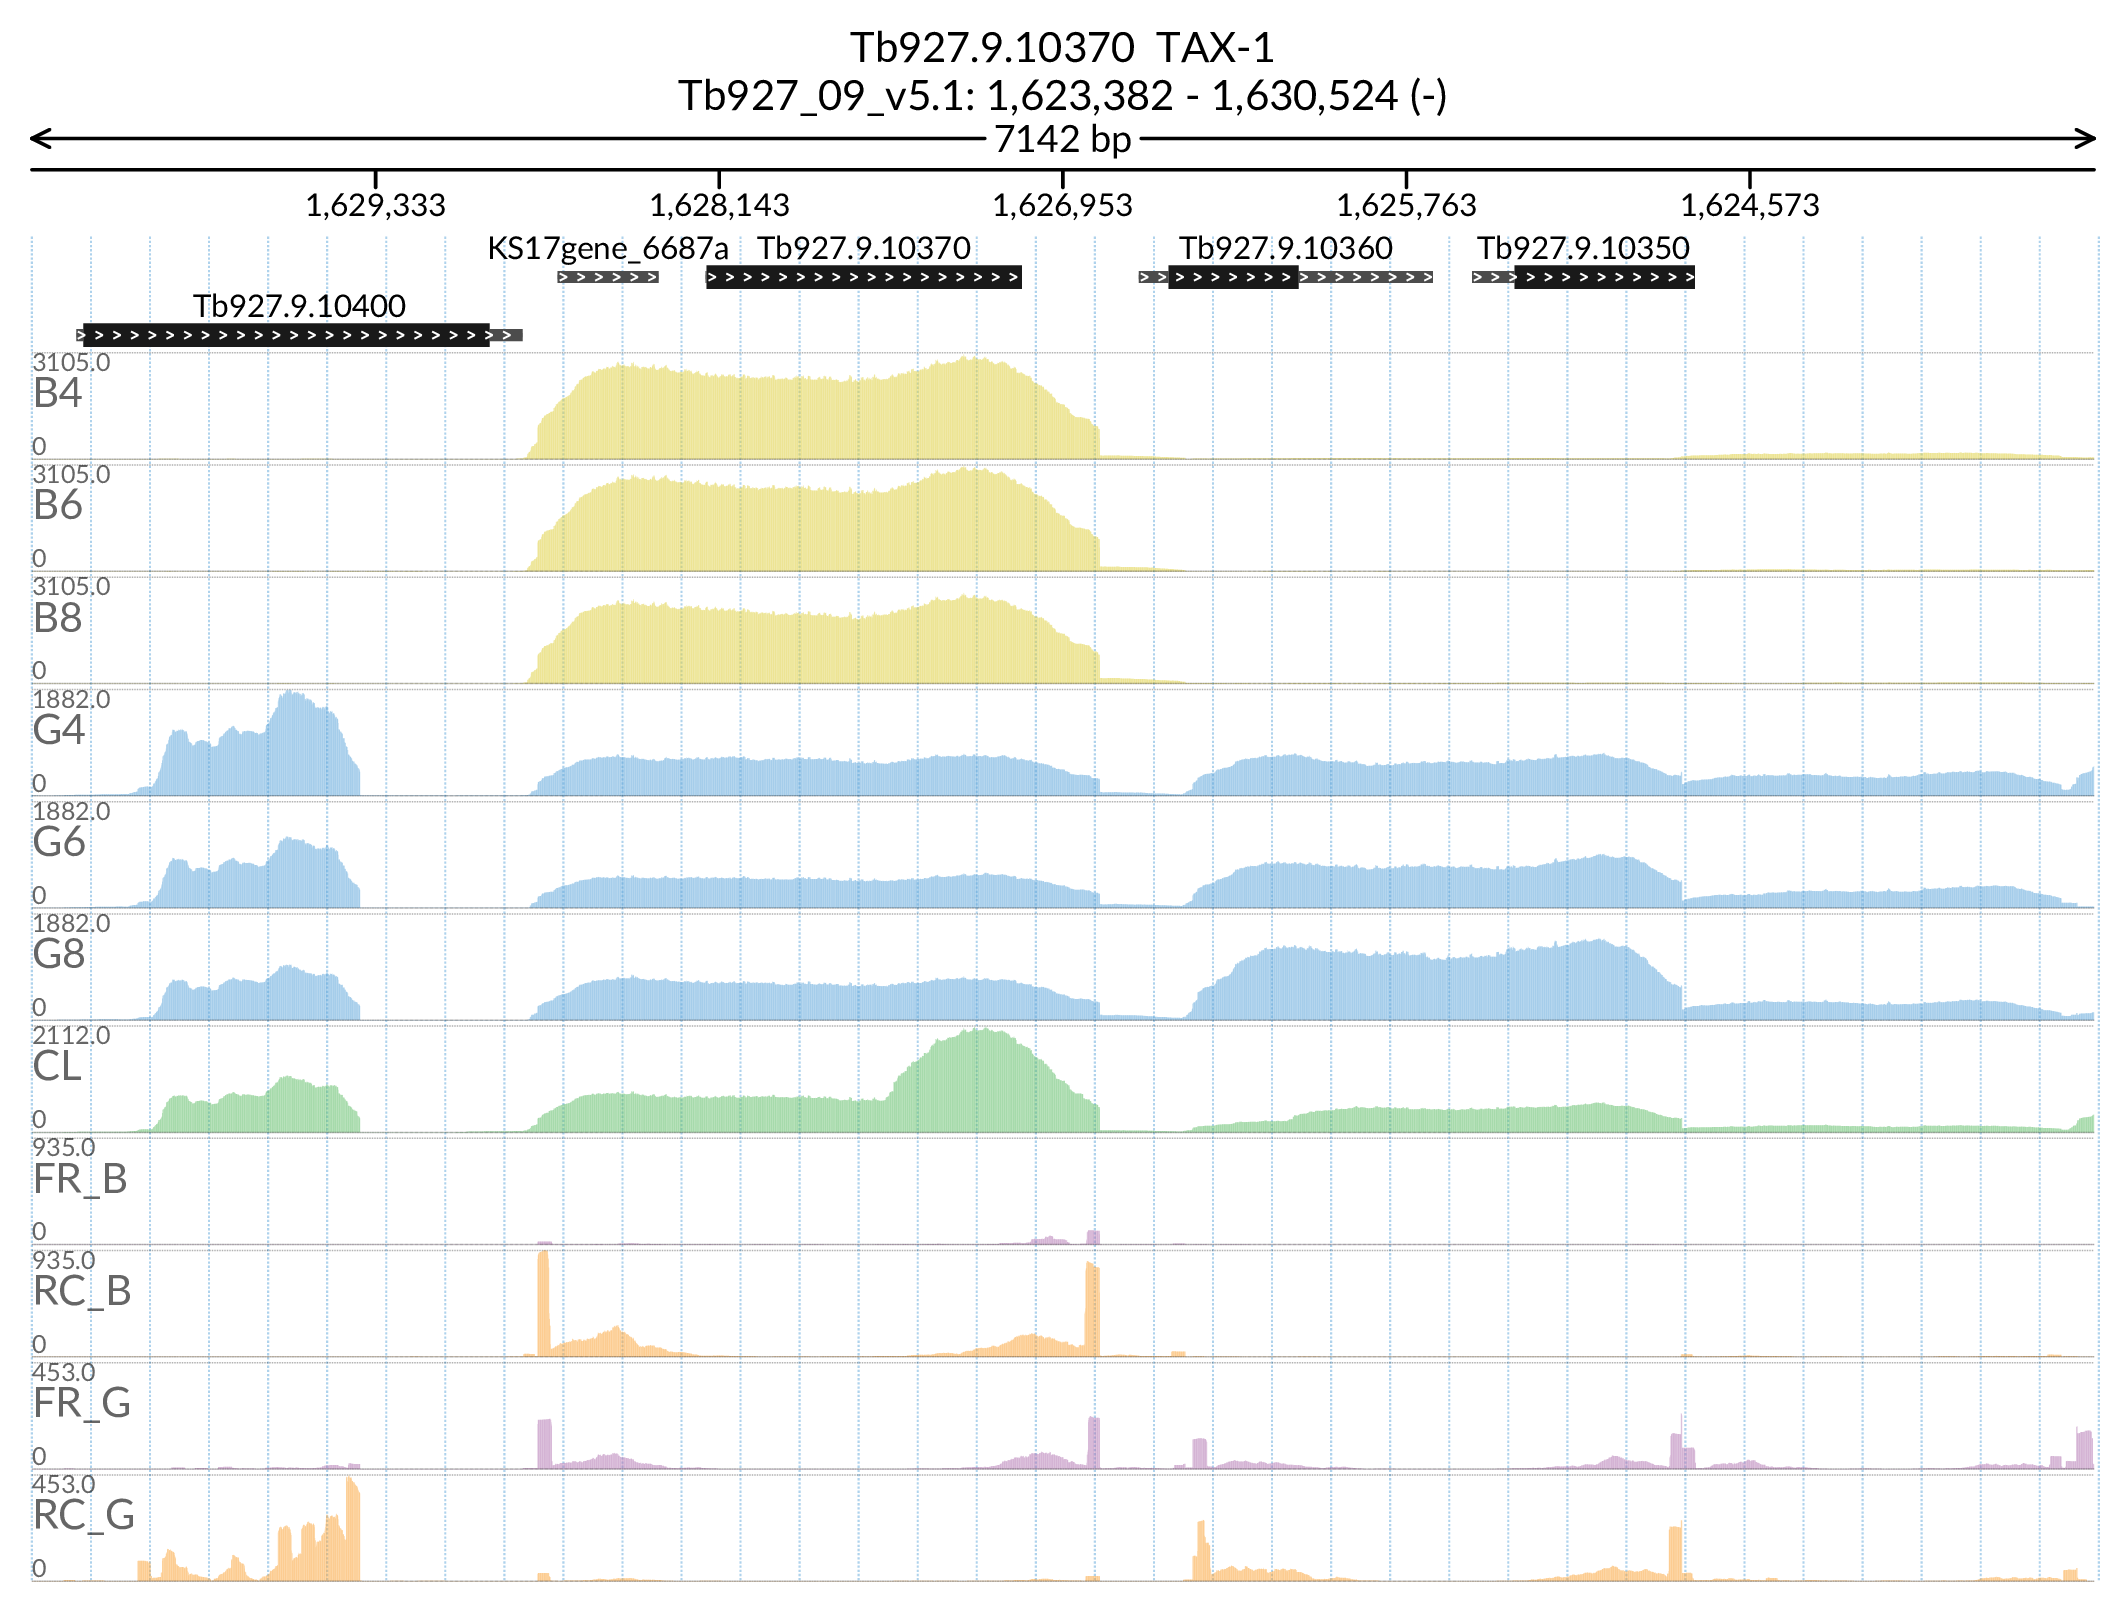 Tb927.9.10370  TAX-1
Tb927_09_v5.1: 1,623,382 - 1,630,524 (-)
7142 bp
1,629,333 1,628,143 1,626,953 1,625,763 1,624,573
KS17gene_6687a Tb927.9.10370 Tb927.9.10360 Tb927.9.10350
Tb927.9.10400
3105.0
B4
0
3105.0
B6
0
3105.0
B8
0
1882.0
G4
0
1882.0
G6
0
1882.0
G8
0
2112.0
CL
0
935.0
FR_B
0
935.0
RC_B
0
453.0
FR_G
0
453.0
RC_G
0